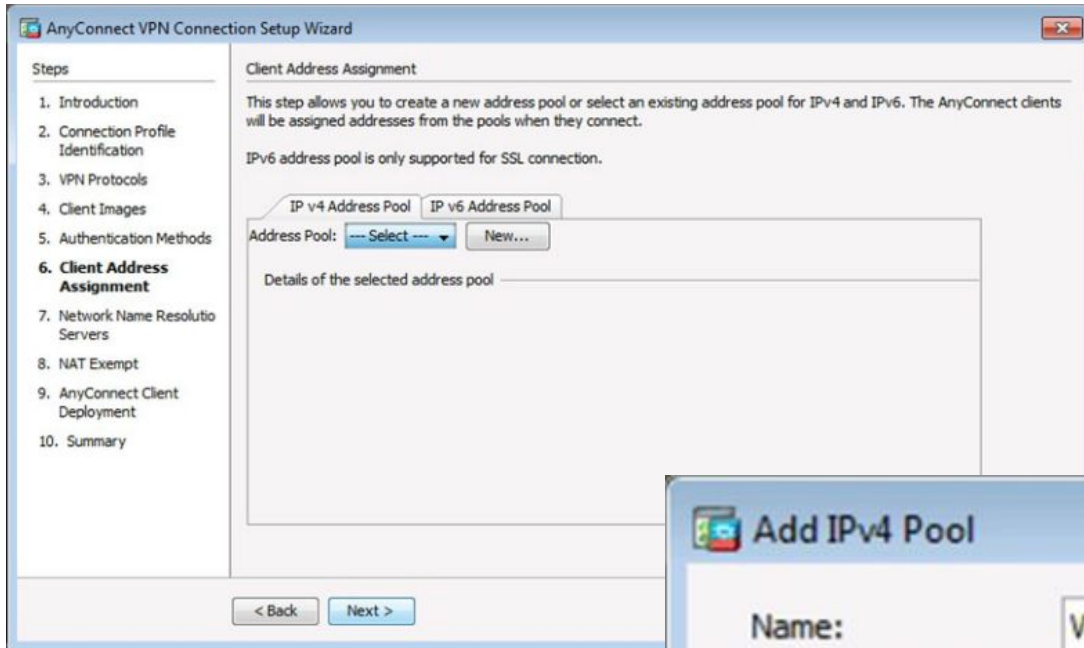 AnyConnect VPN Connection Setup Wizard
Steps
1. Introduction
2. Connection Profile
Identification
3. VPN Protocols
4. Client Images
5. Authentication Methods
6. Client Address
Assignment
7. Network Name Resolutio
Servers
8. NAT Exempt
9. AnyConnect Client
Deployment
10. Summary
Client Address Assignment
This step allows you to create a new address pool or select an existing address pool for IPv4 and IPv6. The AnyConnect clients
will be assigned addresses from the pools when they connect.
IPv6 address pool is only supported for SSL connection.
IP v4 Address Pool IP v6 Address Pool
Address Pool: --- Select --- New...
Details of the selected address pool
< Back Next >
Add IPv4 Pool
Name: